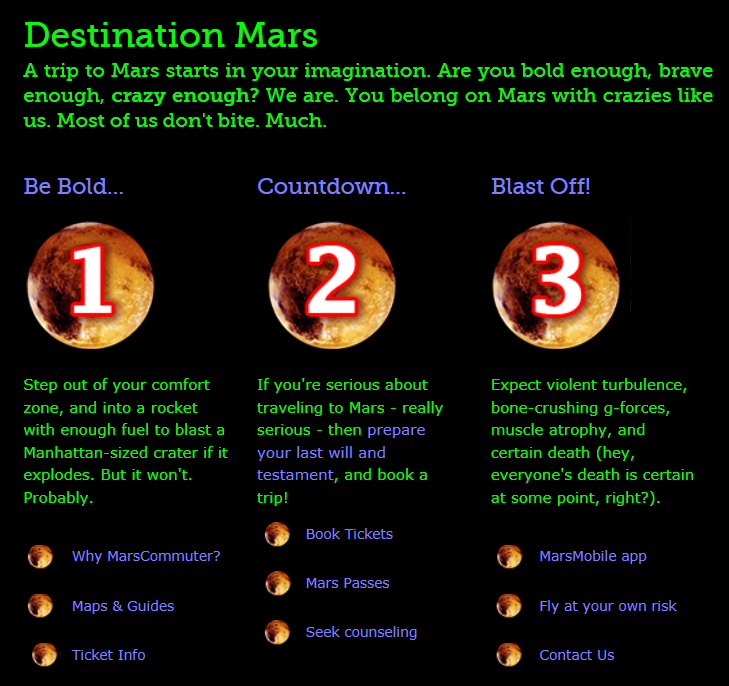 Destination Mars
A trip to Mars starts in your imagination. Are you bold enough, brave
enough, crazy enough? We are. You belong on Mars with crazies like
us. Most of us don't bite. Much.
Be Bold...
1
Step out of your comfort
zone, and into a rocket
with enough fuel to blast a
Manhattan-sized crater if it
explodes. But it won't.
Probably.
Why MarsCommuter?
Maps & Guides
Ticket Info
Countdown...
2
If you're serious about
traveling to Mars - really
serious - then prepare
your last will and
testament, and book a
trip!
Book Tickets
Mars Passes
Seek counseling
Blast Off!
3
Expect violent turbulence,
bone-crushing g-forces,
muscle atrophy, and
certain death (hey,
everyone's death is certain
at some point, right?).
MarsMobile app
Fly at your own risk
Contact Us